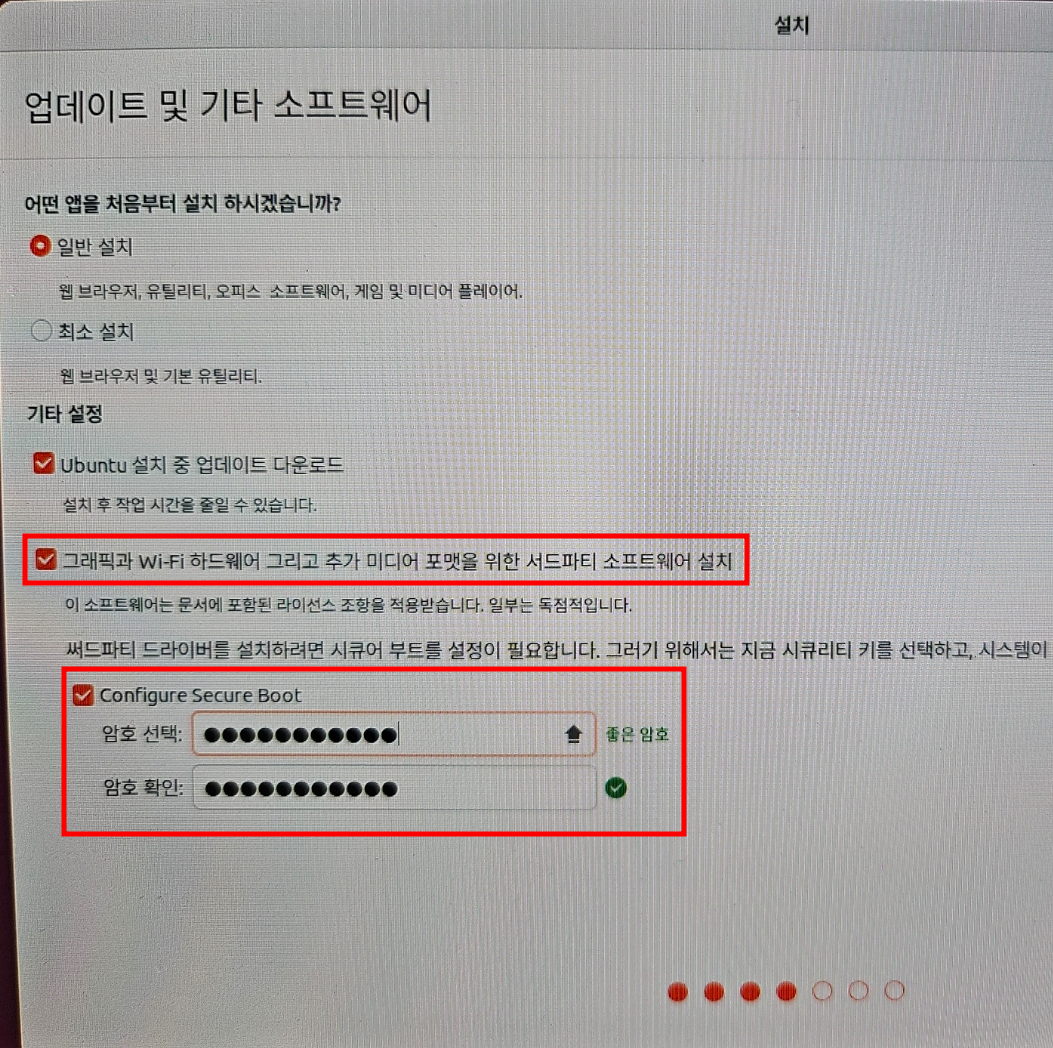 설치
업데이트 및 기타 소프트웨어
어떤 앱을 처음부터 설치 하시겠습니까?
일반 설치
웹 브라우저, 유틸리티, 오피스 소프트웨어, 게임 및 미디어 플레이어.
최소 설치
웹 브라우저 및 기본 유틸리티.
기타 설정
Ubuntu 설치 중 업데이트 다운로드
설치 후 작업 시간을 줄일 수 있습니다.
그래픽과 Wi-Fi 하드웨어 그리고 추가 미디어 포맷을 위한 서드파티 소프트웨어 설치
이 소프트웨어는 문서에 포함된 라이선스 조항을 적용받습니다. 일부는 독점적입니다.
써드파티 드라이버를 설치하려면 시큐어 부트를 설정이 필요합니다. 그러기 위해서는 지금 시큐리티 키를 선택하고, 시스템이
Configure Secure Boot
암호 선택: ●●●●●●●●●●● 좋은 암호
암호 확인: ●●●●●●●●●●●